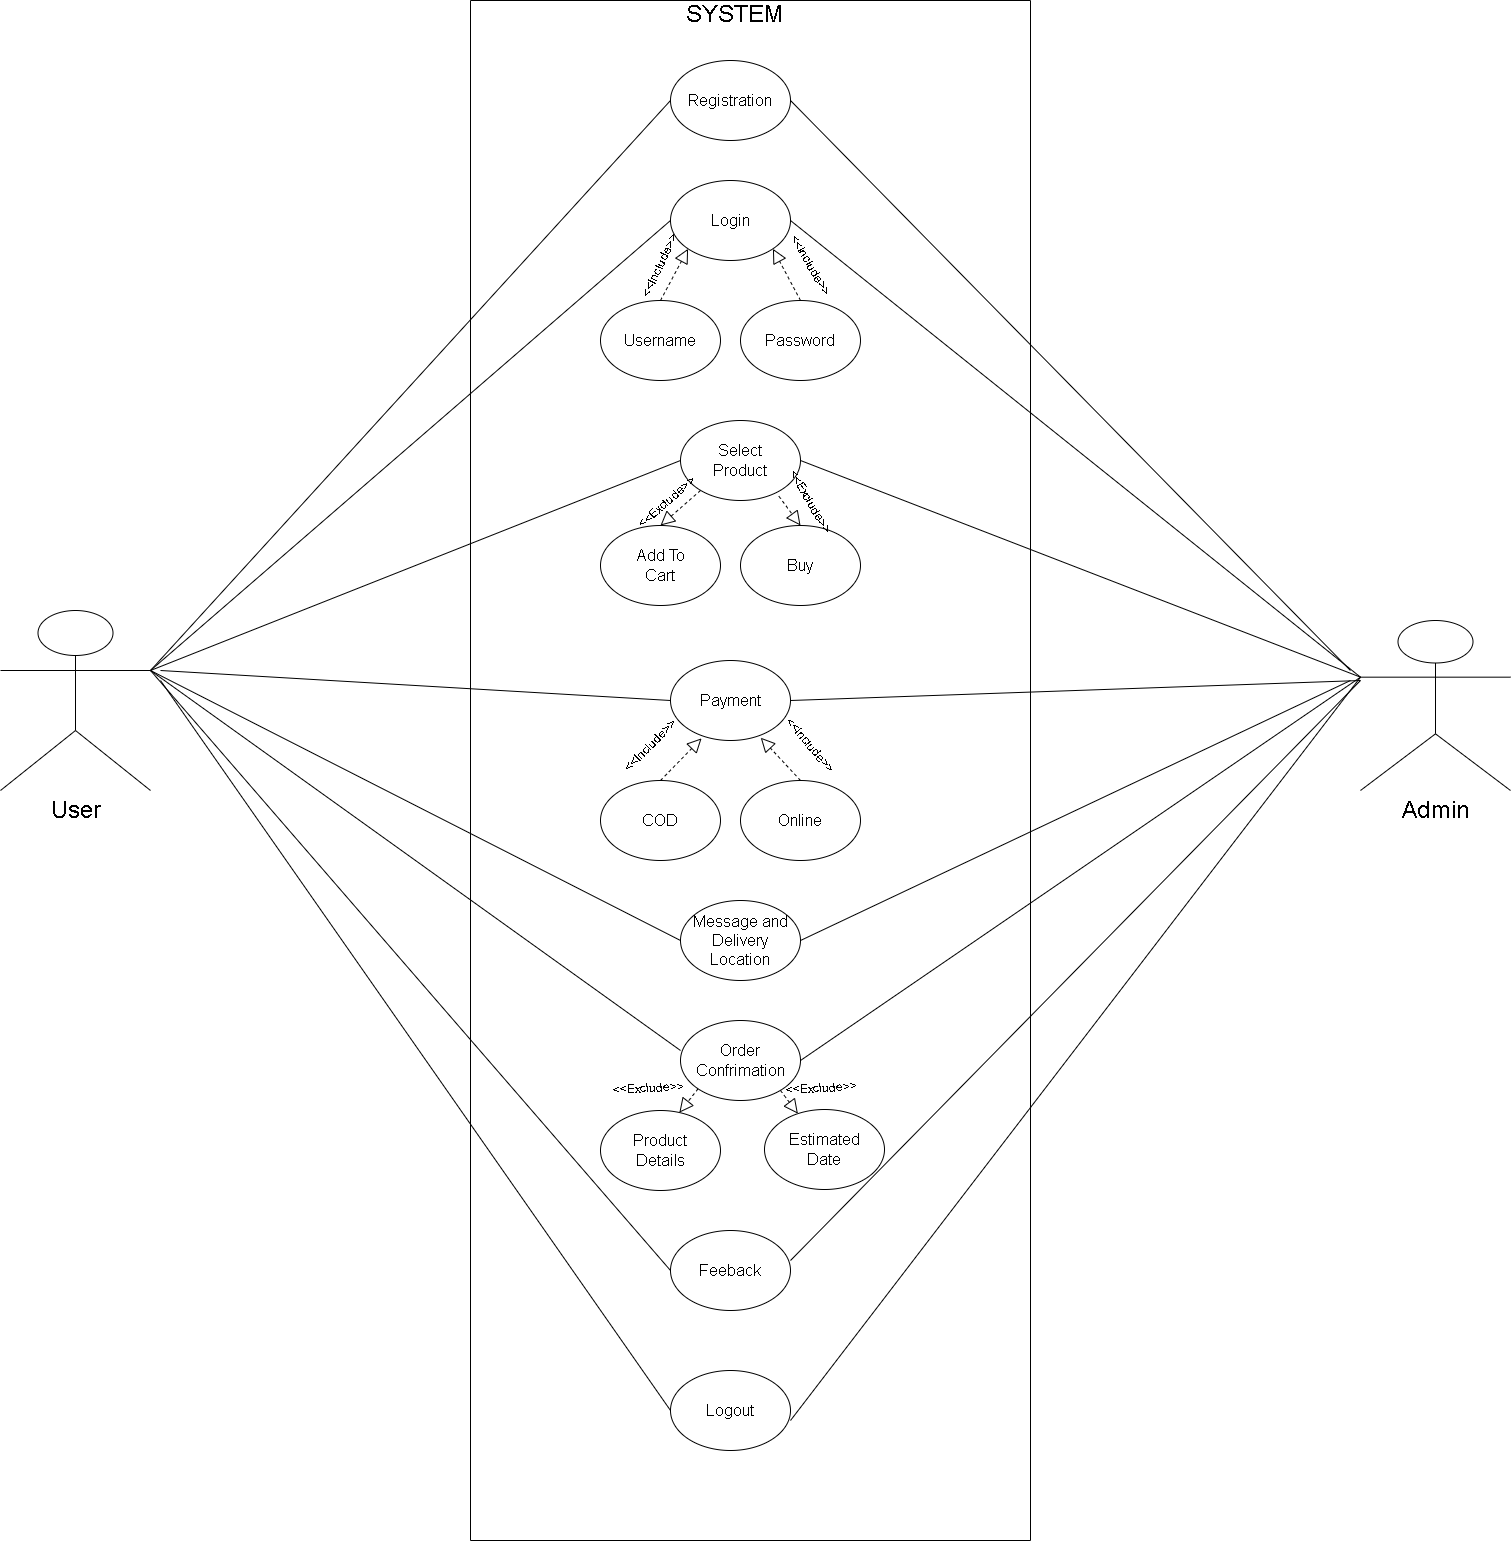 SYSTEM
Registration
Login
<<Include>>
<<Include>>
Username
Password
Select
Product
<<Exclude>>
<<Exclude>>
Add To
Cart
Buy
User
Admin
Payment
<<Include>>
<<Include>>
COD
Online
Message and
Delivery
Location
Order
Confrimation
<<Exclude>>
<<Exclude>>
Product
Details
Estimated
Date
Feeback
Logout